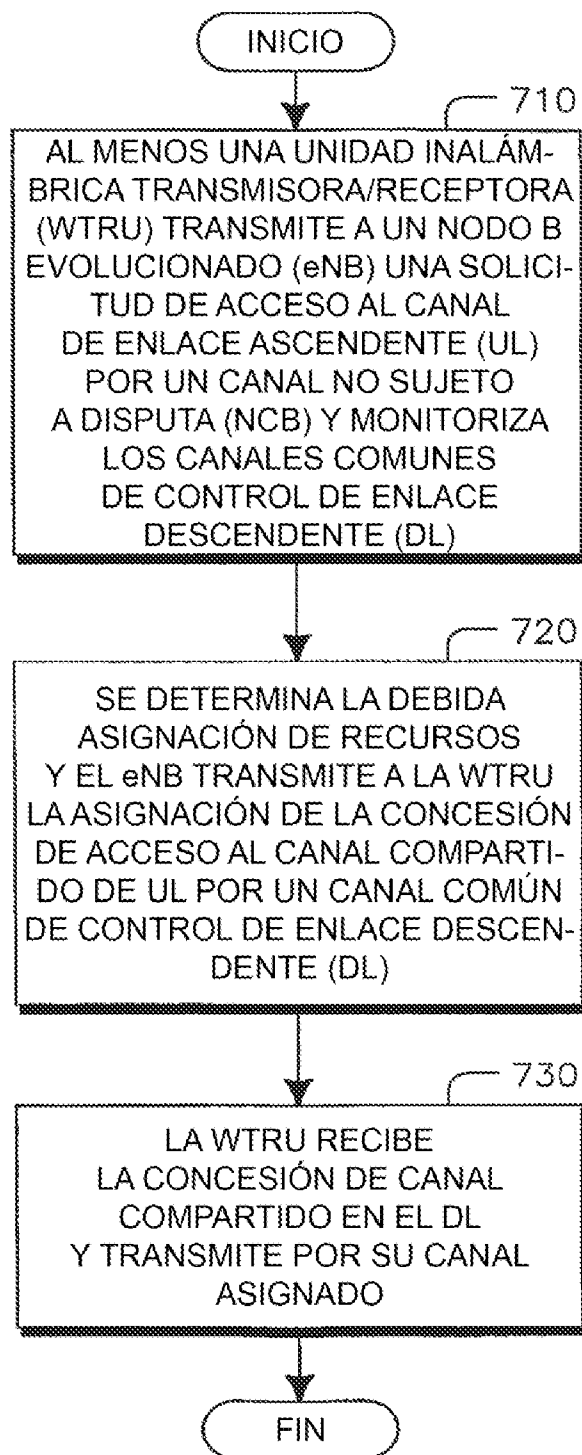 INICIO
710
AL MENOS UNA UNIDAD INALÁM-
BRICA TRANSMISORA/RECEPTORA
(WTRU) TRANSMITE A UN NODO B
EVOLUCIONADO (eNB) UNA SOLICI-
TUD DE ACCESO AL CANAL
DE ENLACE ASCENDENTE (UL)
POR UN CANAL NO SUJETO
A DISPUTA (NCB) Y MONITORIZA
LOS CANALES COMUNES
DE CONTROL DE ENLACE
DESCENDENTE (DL)
720
SE DETERMINA LA DEBIDA
ASIGNACIÓN DE RECURSOS
Y EL eNB TRANSMITE A LA WTRU
LA ASIGNACIÓN DE LA CONCESIÓN
DE ACCESO AL CANAL COMPARTI-
DO DE UL POR UN CANAL COMÚN
DE CONTROL DE ENLACE DESCEN-
DENTE (DL)
730
LA WTRU RECIBE
LA CONCESIÓN DE CANAL
COMPARTIDO EN EL DL
Y TRANSMITE POR SU CANAL
ASIGNADO
FIN